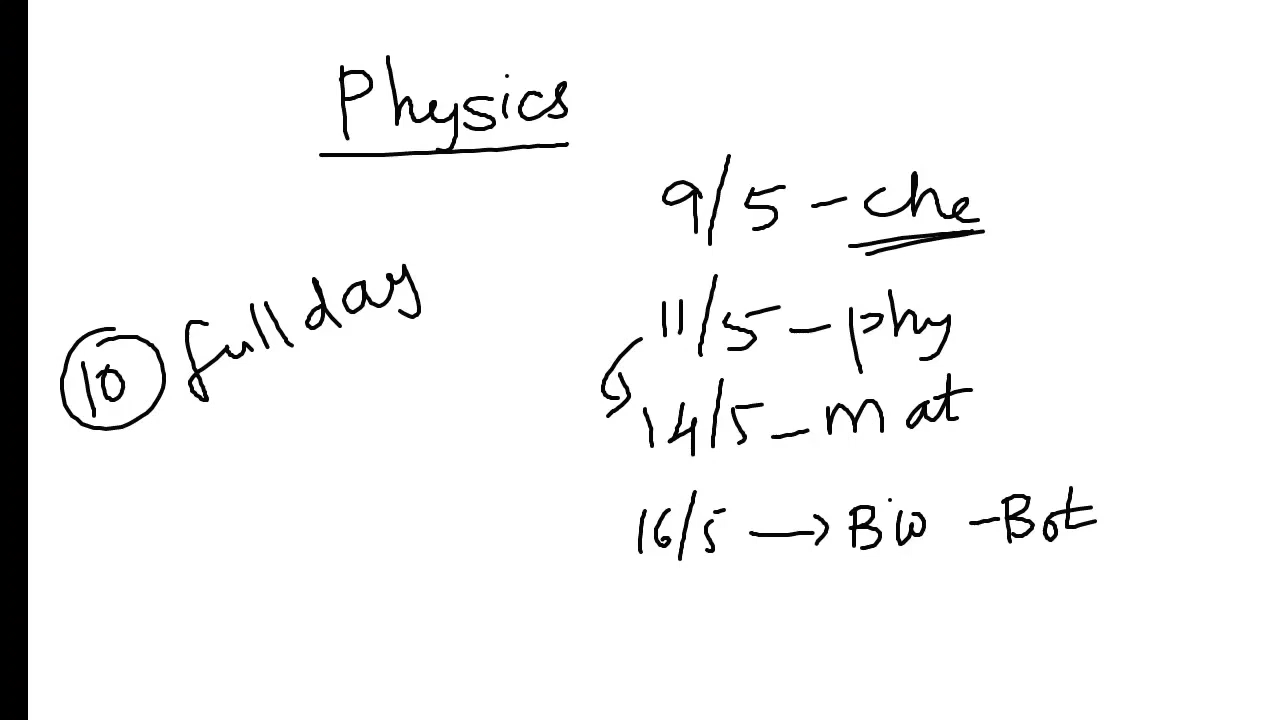 Physics
9/5 - che
11/5 - phy
14/5 - mat
16/5 → Bio - Bot
10 full day